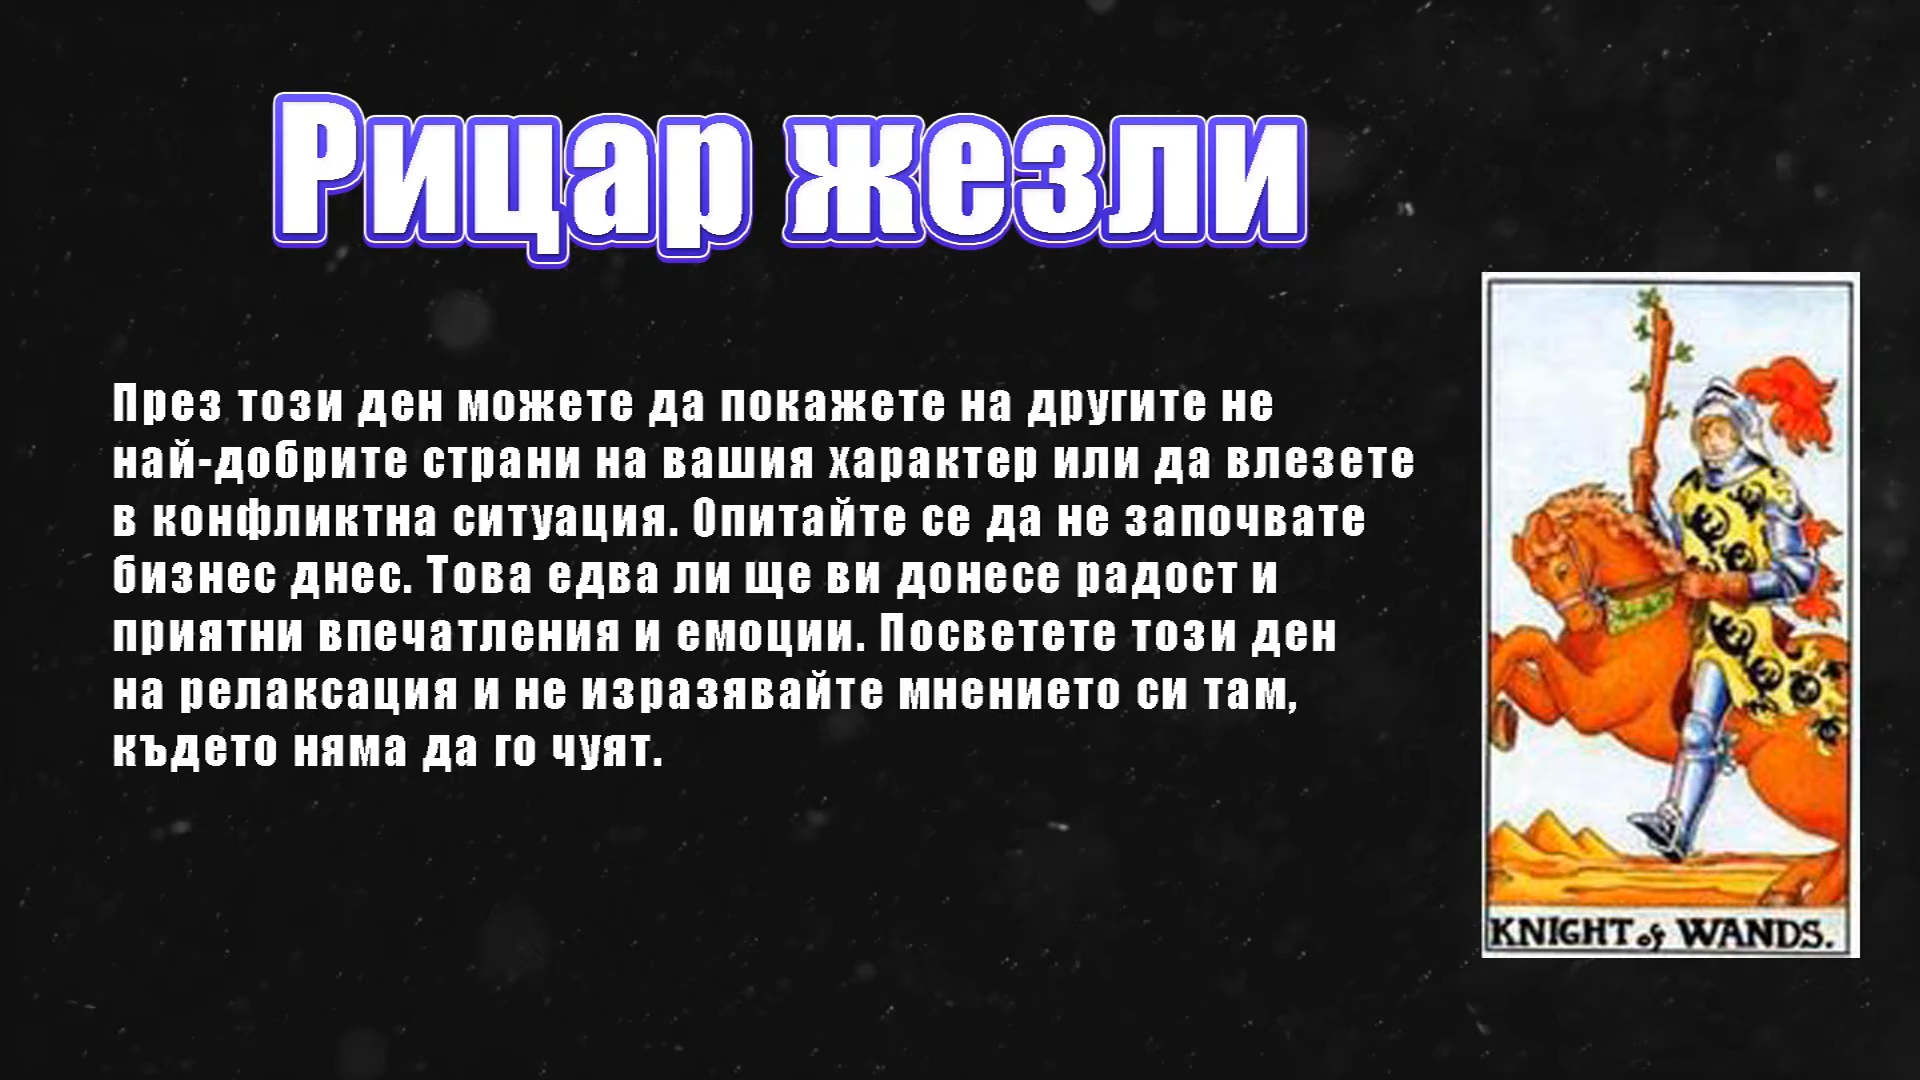 Рицар жезли
През този ден можете да покажете на другите не
най-добрите страни на вашия характер или да влезете
в конфликтна ситуация. Опитайте се да не започвате
бизнес днес. Това едва ли ще ви донесе радост и
приятни впечатления и емоции. Посветете този ден
на релаксация и не изразявайте мнението си там,
където няма да го чуят.
KNIGHT of WANDS.